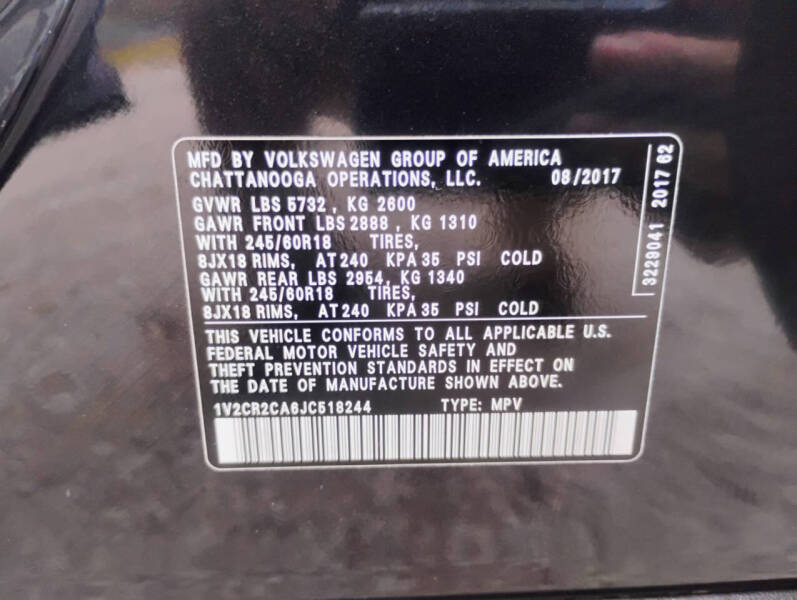 MFD BY VOLKSWAGEN GROUP OF AMERICA
CHATTANOOGA OPERATIONS, LLC. 08/2017
GVWR LBS 5732 , KG 2600
GAWR FRONT LBS 2888 , KG 1310
WITH 245/60R18 TIRES,
8JX18 RIMS, AT 240 KPA 35 PSI COLD
GAWR REAR LBS 2954, KG 1340
WITH 245/60R18 TIRES,
8JX18 RIMS, AT 240 KPA 35 PSI COLD
THIS VEHICLE CONFORMS TO ALL APPLICABLE U.S.
FEDERAL MOTOR VEHICLE SAFETY AND
THEFT PREVENTION STANDARDS IN EFFECT ON
THE DATE OF MANUFACTURE SHOWN ABOVE.
1V2CR2CA6JC518244 TYPE: MPV
3229041 2017 62